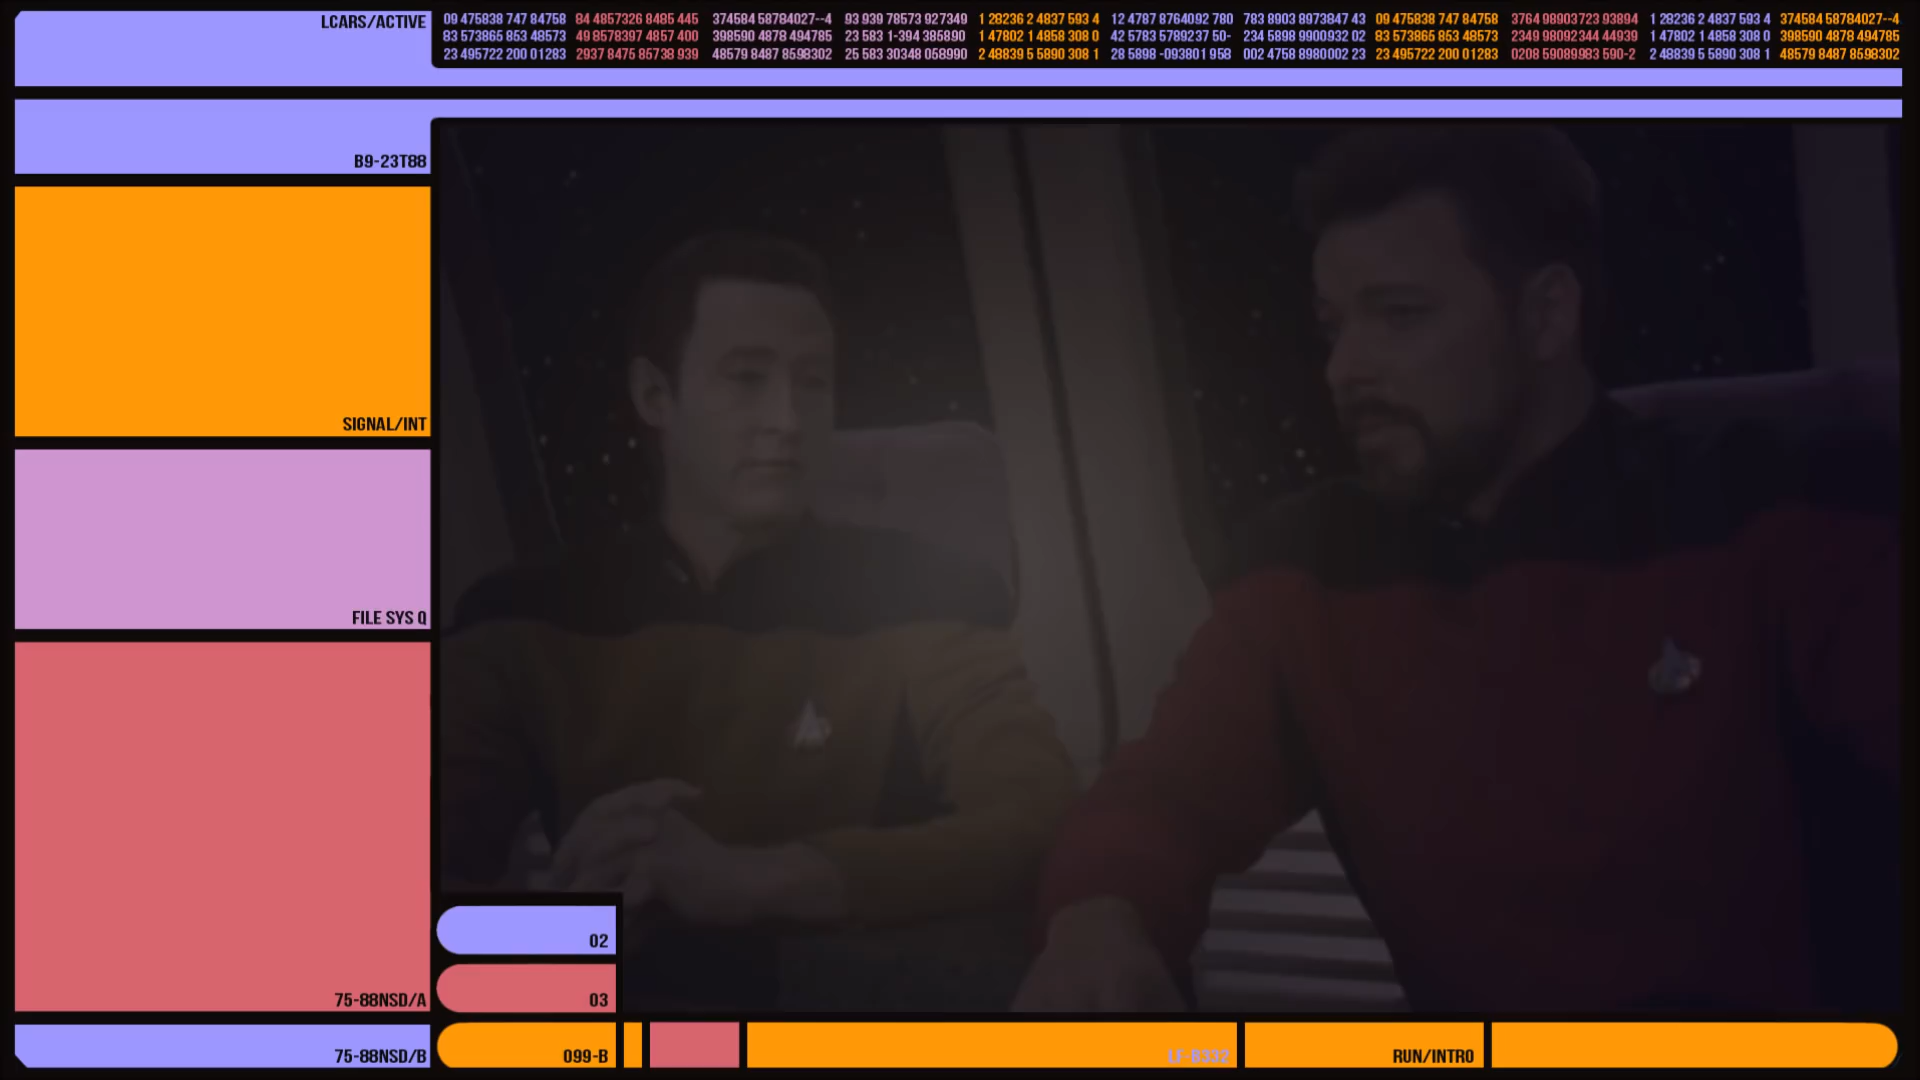 LCARS/ACTIVE
09 475838 747 84758 84 4857326 8485 445 374584 58784027--4 93 939 78573 927349 1 28236 2 4837 593 4 12 4787 8764092 780 783 8903 8973847 43 09 475838 747 84758 3764 98903723 93894 1 28236 2 4837 593 4 374584 58784027--4
83 573865 853 48573 49 8578397 4857 400 398590 4878 494785 23 583 1-394 385890 1 47802 1 4858 308 0 42 5783 5789237 50- 234 5898 9900932 02 83 573865 853 48573 2349 98092344 44939 1 47802 1 4858 308 0 398590 4878 494785
23 495722 200 01283 2937 8475 85738 939 48579 8487 8598302 25 583 30348 058990 2 48839 5 5890 308 1 28 5898 -093801 958 002 4758 8980002 23 23 495722 200 01283 0208 59089983 590-2 2 48839 5 5890 308 1 48579 8487 8598302
B9-23T88
SIGNAL/INT
FILE SYS Q
75-88NSD/A
02
03
75-88NSD/B
099-B
LF-B332
RUN/INTRO